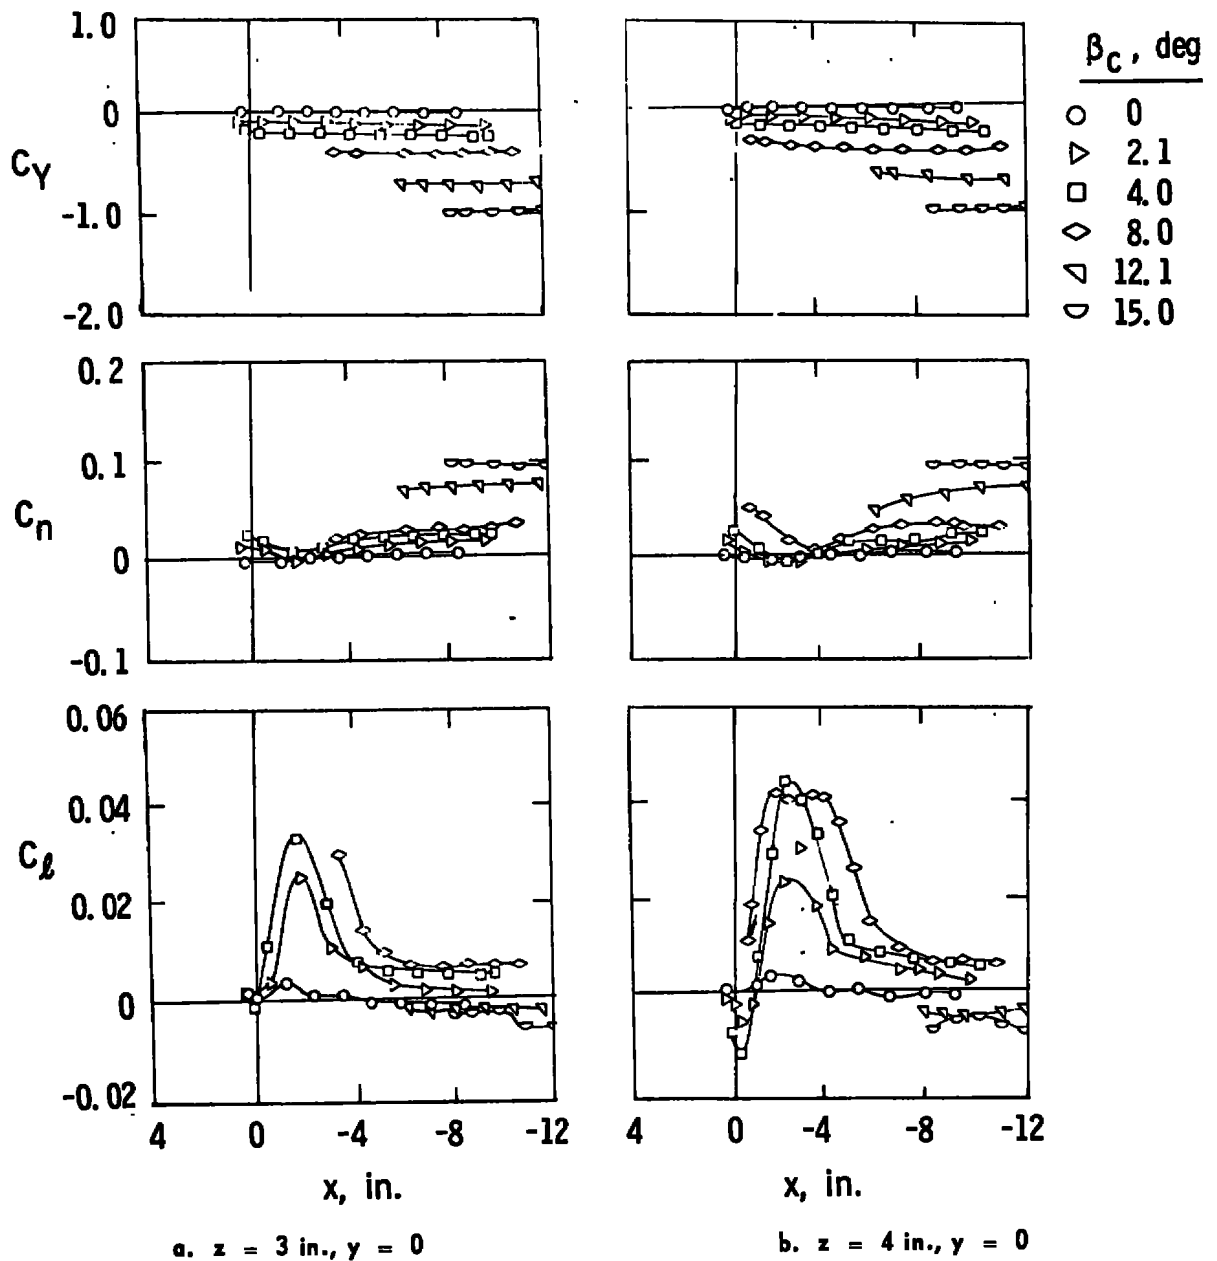 1.0
0
C_Y
-1.0
-2.0
β_C, deg
0
2.1
4.0
8.0
12.1
15.0
0.2
0.1
C_n
0
-0.1
0.06
0.04
C_ℓ
0.02
0
-0.02
4 0 -4 -8 -12
4 0 -4 -8 -12
x, in.
x, in.
a. z = 3 in., y = 0
b. z = 4 in., y = 0